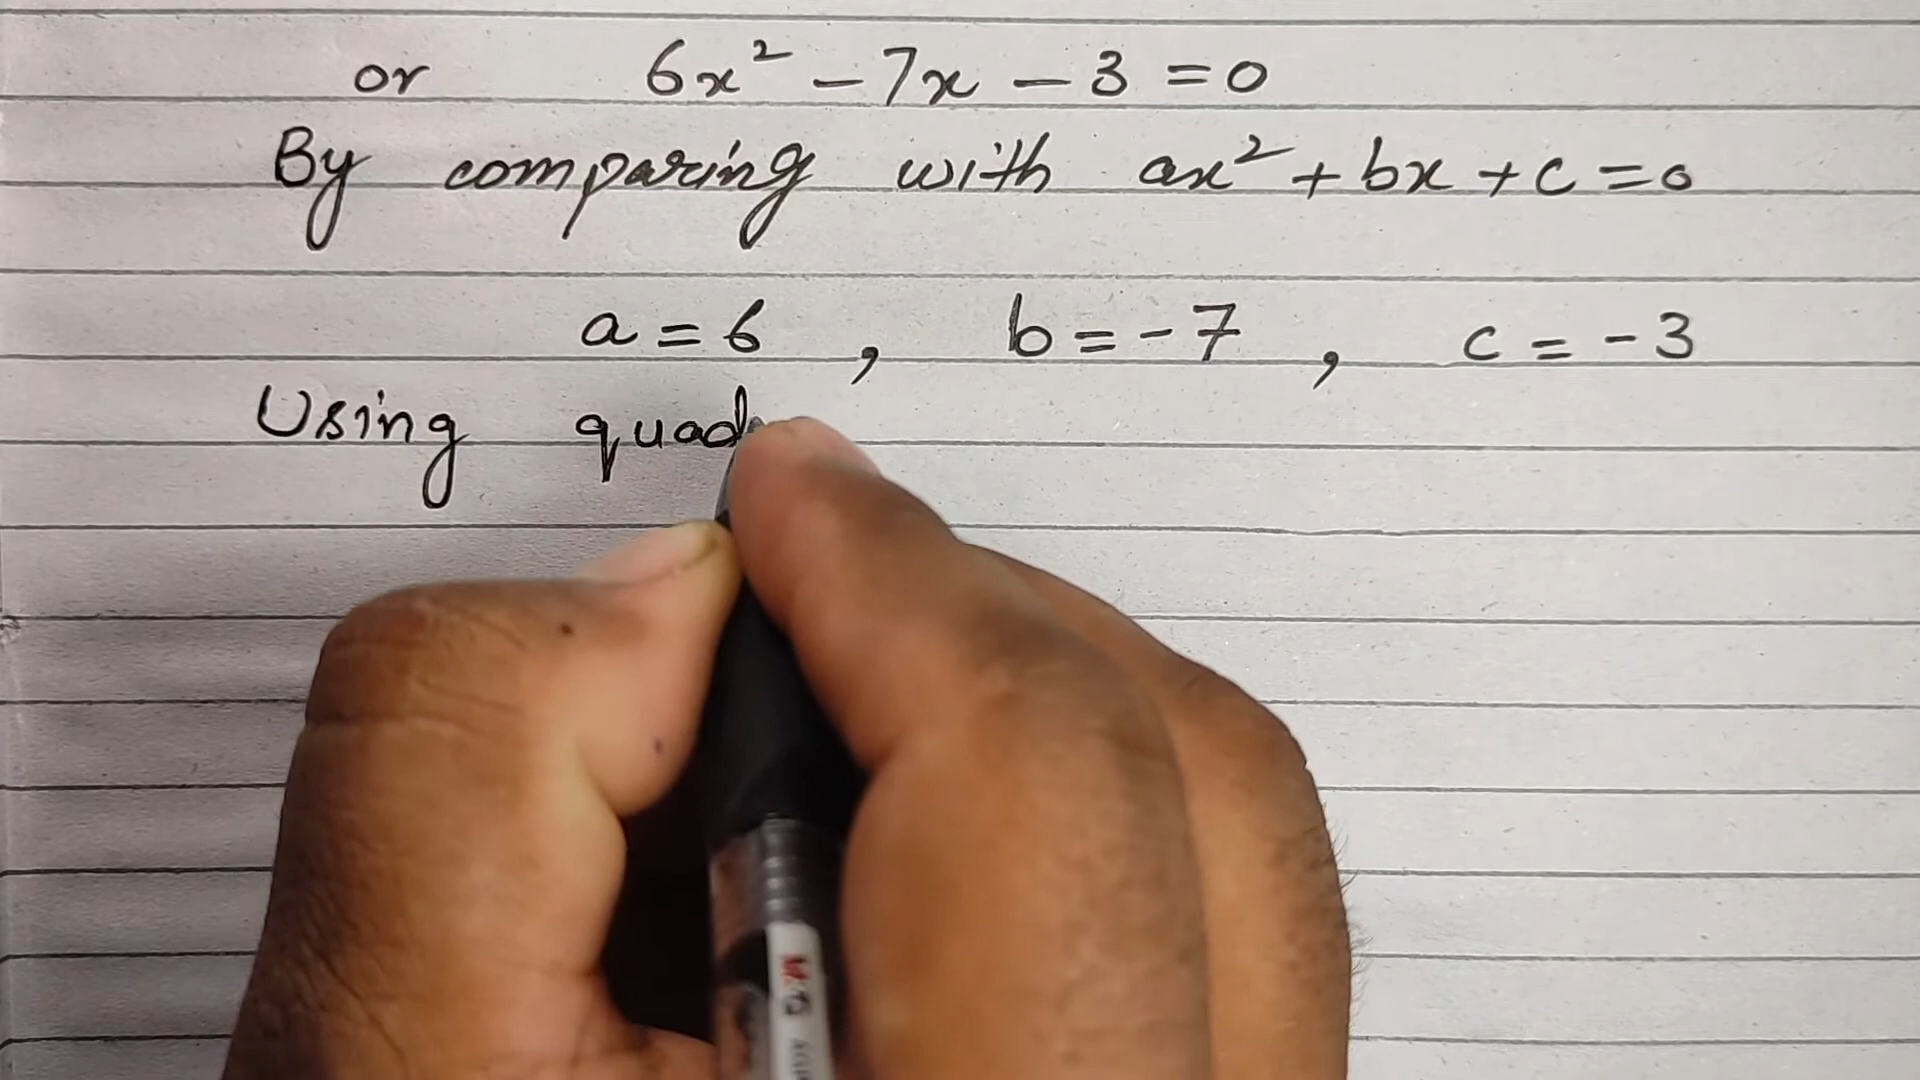 or 6x² - 7x - 3 = 0
By comparing with ax² + bx + c = 0
a = 6 , b = -7 , c = -3
Using quad